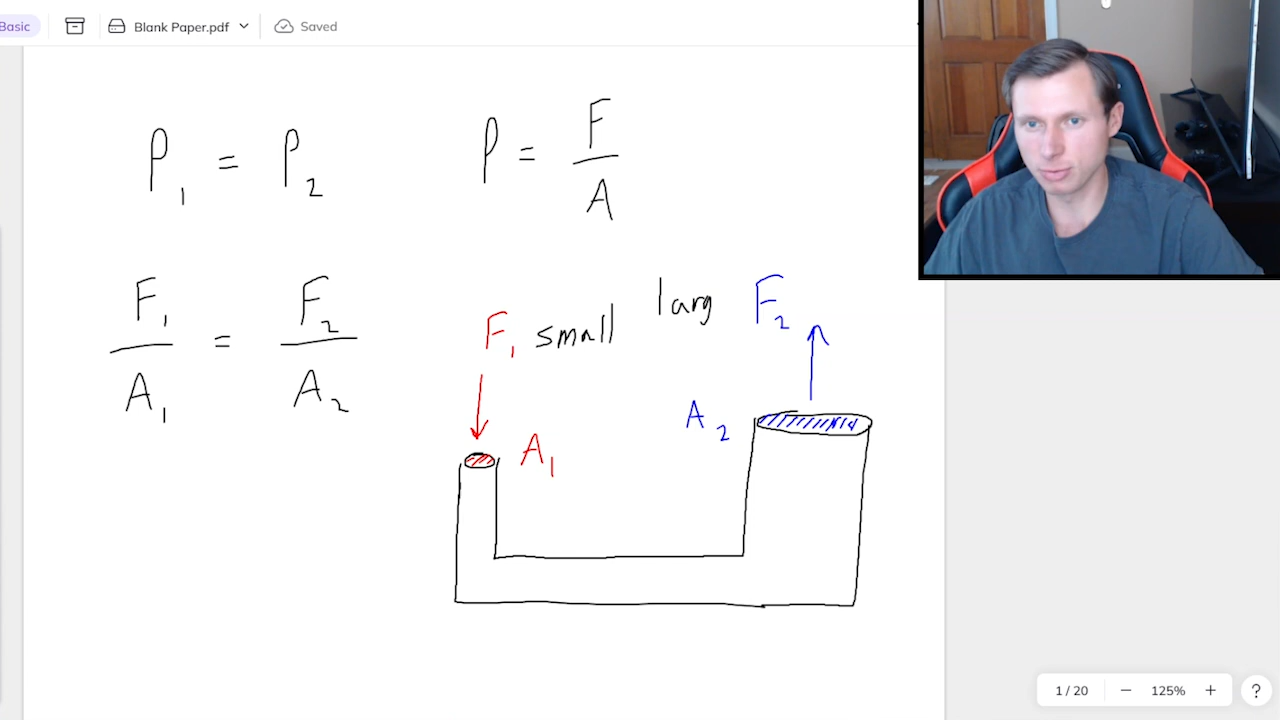 Basic Blank Paper.pdf Saved
P₁ = P₂
P = F/A
F₁/A₁ = F₂/A₂
F₁ small
larg F₂
A₂
A₁
1 / 20 − 125% + ?